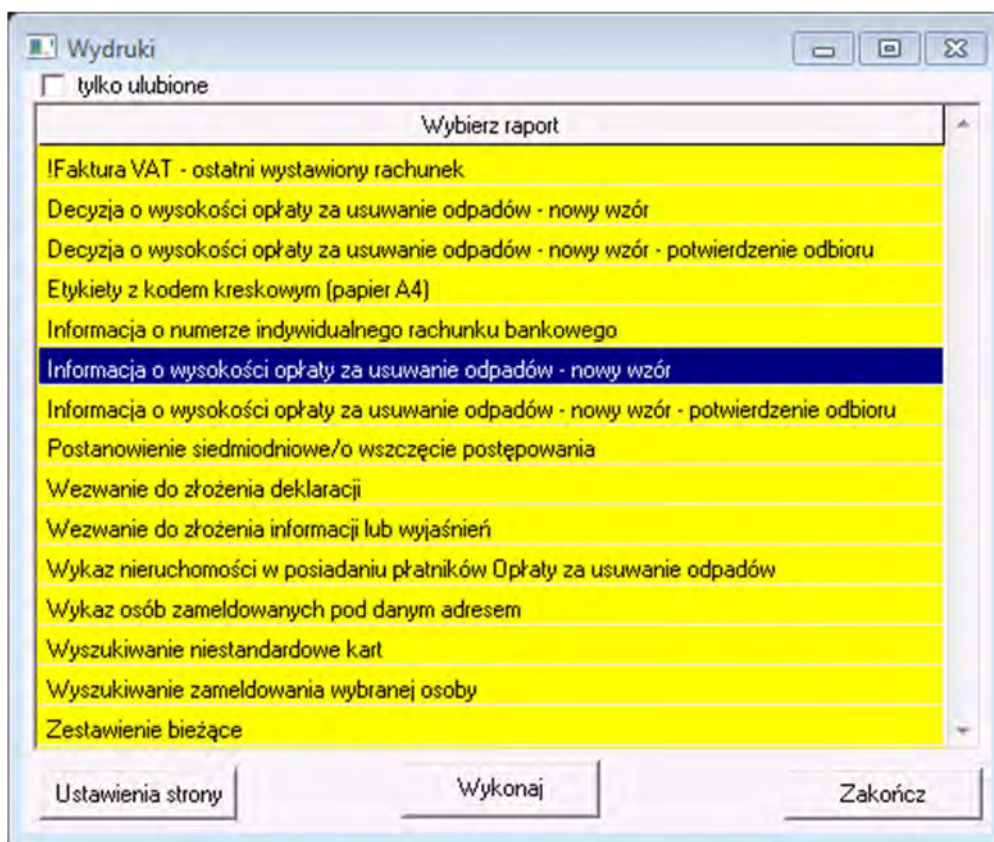 Wydruki
tylko ulubione
Wybierz raport
!Faktura VAT - ostatni wystawiony rachunek
Decyzja o wysokości opłaty za usuwanie odpadów - nowy wzór
Decyzja o wysokości opłaty za usuwanie odpadów - nowy wzór - potwierdzenie odbioru
Etykiety z kodem kreskowym (papier A4)
Informacja o numerze indywidualnego rachunku bankowego
Informacja o wysokości opłaty za usuwanie odpadów - nowy wzór
Informacja o wysokości opłaty za usuwanie odpadów - nowy wzór - potwierdzenie odbioru
Postanowienie siedmiodniowe/o wszczęcie postępowania
Wezwanie do złożenia deklaracji
Wezwanie do złożenia informacji lub wyjaśnień
Wykaz nieruchomości w posiadaniu płatników Opłaty za usuwanie odpadów
Wykaz osób zameldowanych pod danym adresem
Wyszukiwanie niestandardowe kart
Wyszukiwanie zameldowania wybranej osoby
Zestawienie bieżące
Ustawienia strony
Wykonaj
Zakończ